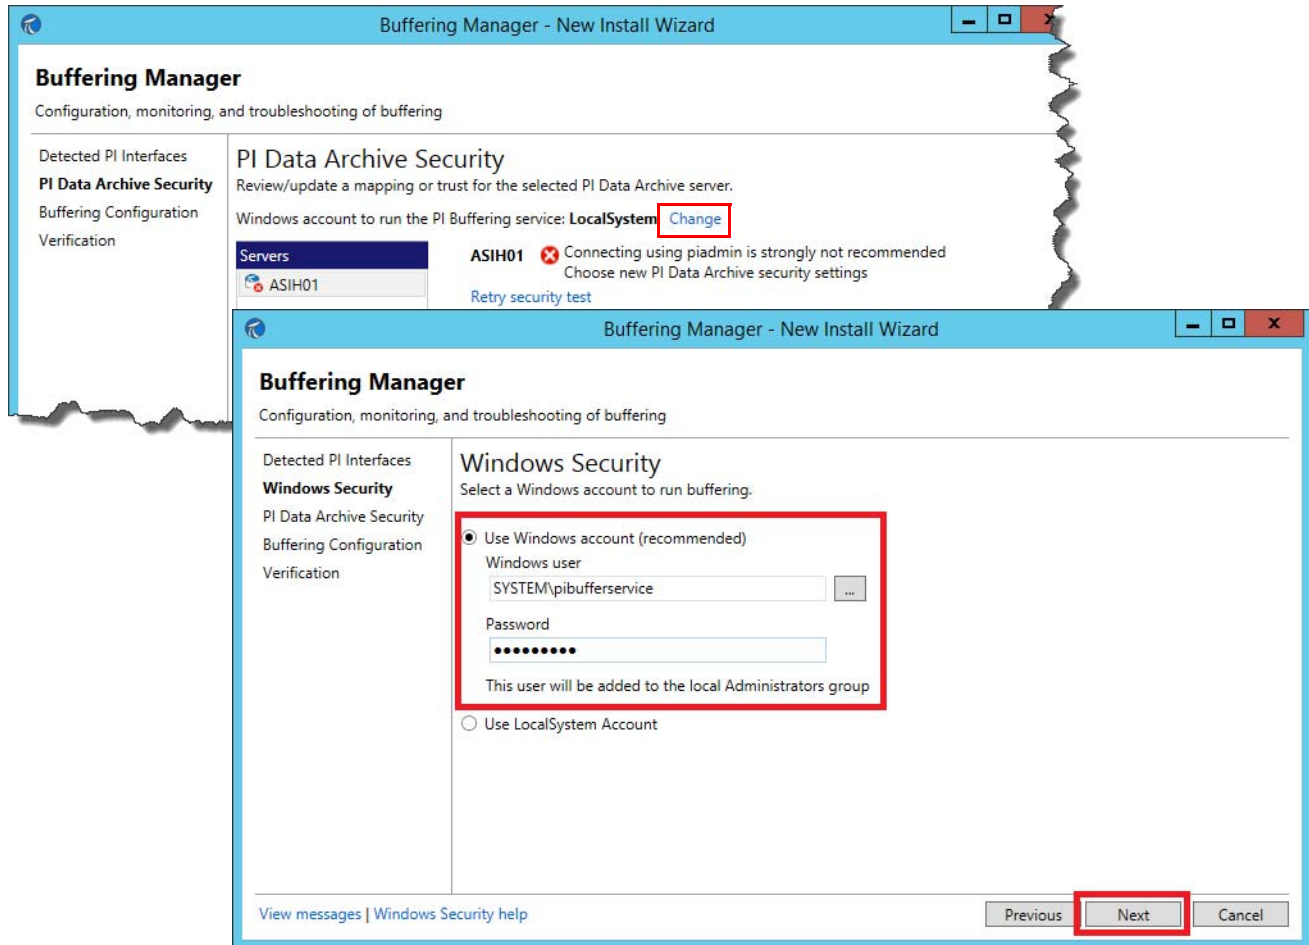 Buffering Manager - New Install Wizard
Buffering Manager
Configuration, monitoring, and troubleshooting of buffering
Detected PI Interfaces
PI Data Archive Security
Buffering Configuration
Verification
PI Data Archive Security
Review/update a mapping or trust for the selected PI Data Archive server.
Windows account to run the PI Buffering service: LocalSystem Change
Servers
ASIH01
ASIH01 Connecting using piadmin is strongly not recommended
Choose new PI Data Archive security settings
Retry security test
Buffering Manager - New Install Wizard
Buffering Manager
Configuration, monitoring, and troubleshooting of buffering
Detected PI Interfaces
Windows Security
PI Data Archive Security
Buffering Configuration
Verification
Windows Security
Select a Windows account to run buffering.
Use Windows account (recommended)
Windows user
SYSTEM\pibufferservice ...
Password
•••••••••
This user will be added to the local Administrators group
Use LocalSystem Account
View messages | Windows Security help
Previous Next Cancel